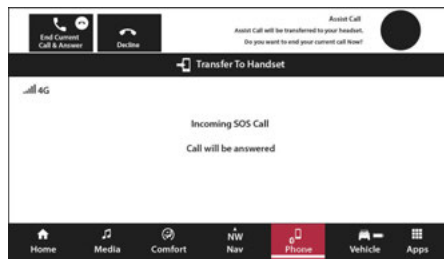 End Current
Call & Answer
Decline
Assist Call
Assist Call will be transferred to your headset.
Do you want to end your current call Now?
Transfer To Handset
4G
Incoming SOS Call
Call will be answered
Home
Media
Comfort
NW
Nav
Phone
Vehicle
Apps